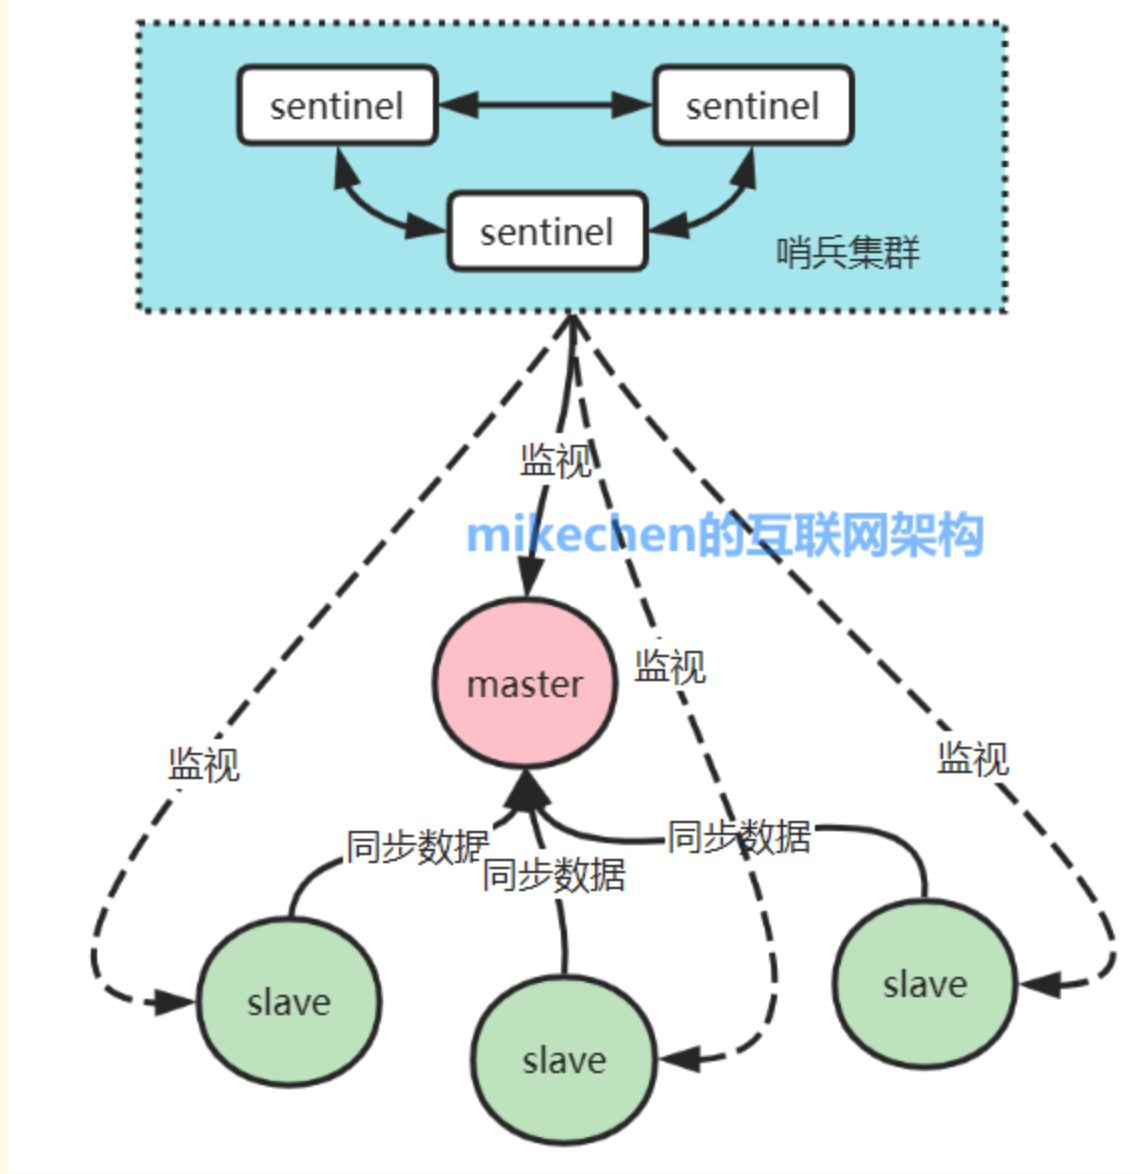 sentinel
sentinel
sentinel
哨兵集群
监视
mikechen的互联网架构
监视
master
监视
监视
同步数据
同步数据
同步数据
slave
slave
slave